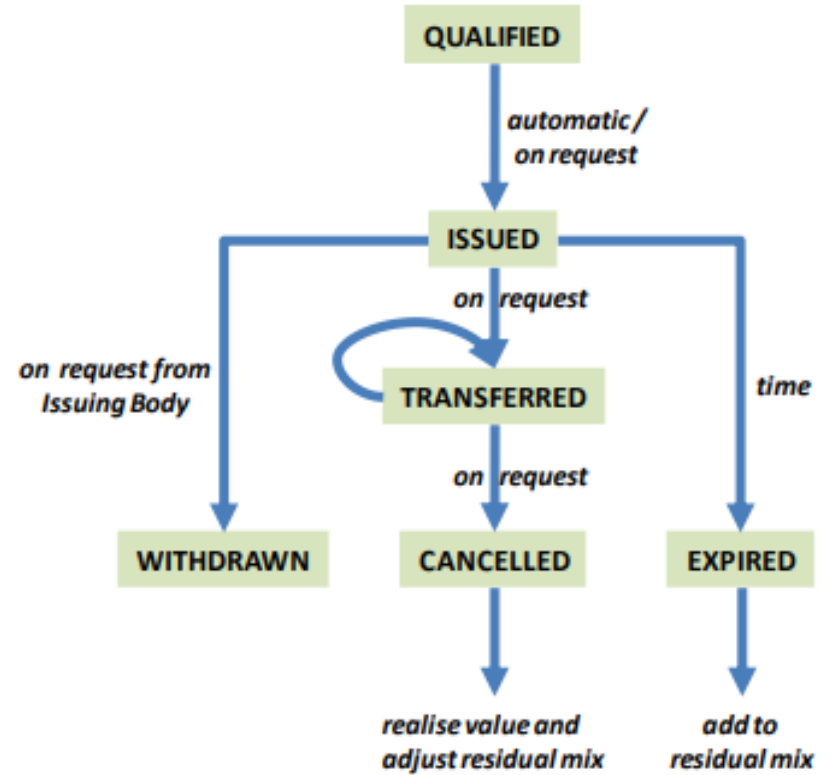 QUALIFIED
automatic /
on request
ISSUED
on request
on request from
Issuing Body
TRANSFERRED
time
on request
WITHDRAWN
CANCELLED
EXPIRED
realise value and
adjust residual mix
add to
residual mix